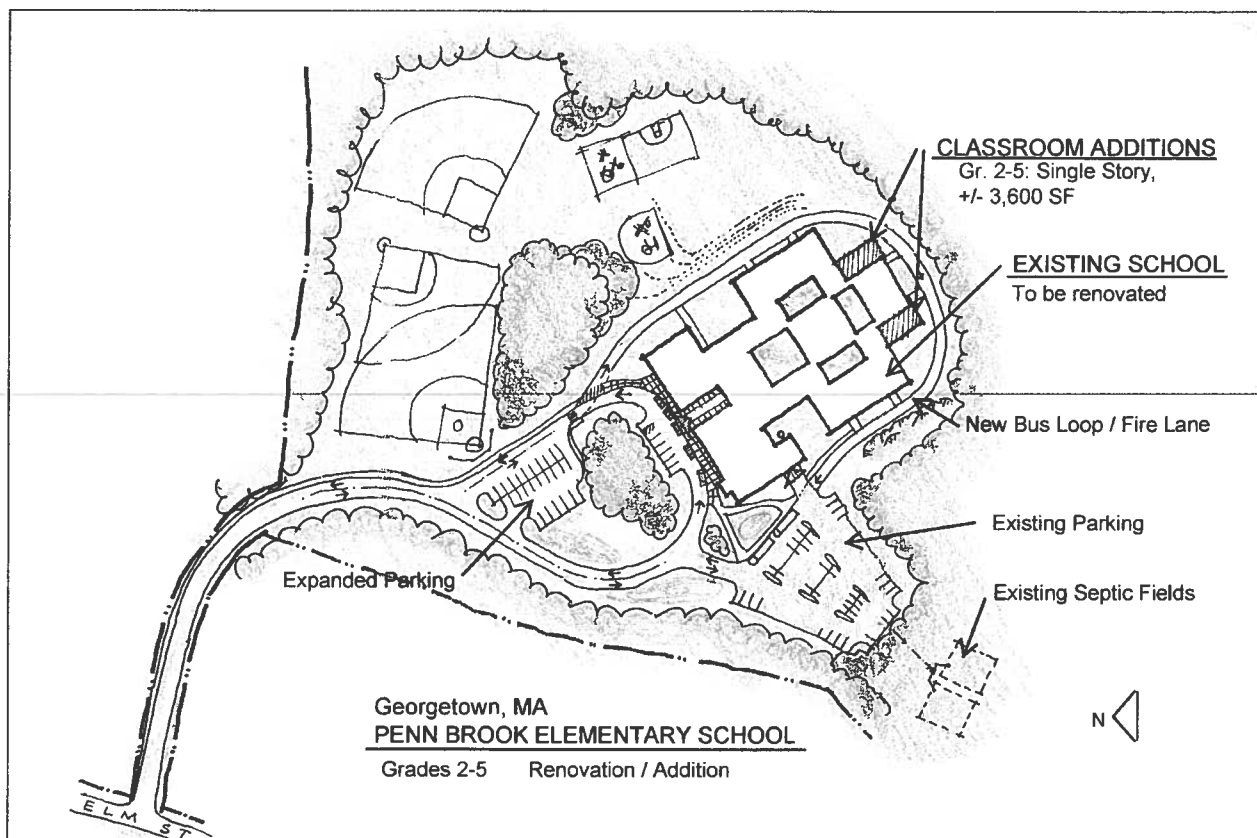 CLASSROOM ADDITIONS
Gr. 2-5: Single Story,
+/- 3,600 SF
EXISTING SCHOOL
To be renovated
New Bus Loop / Fire Lane
Existing Parking
Expanded Parking
Existing Septic Fields
Georgetown, MA
PENN BROOK ELEMENTARY SCHOOL
Grades 2-5 Renovation / Addition
N
ELM ST